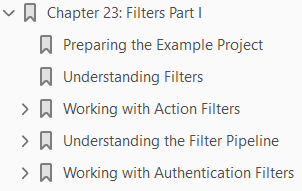 Chapter 23: Filters Part I
Preparing the Example Project
Understanding Filters
Working with Action Filters
Understanding the Filter Pipeline
Working with Authentication Filters